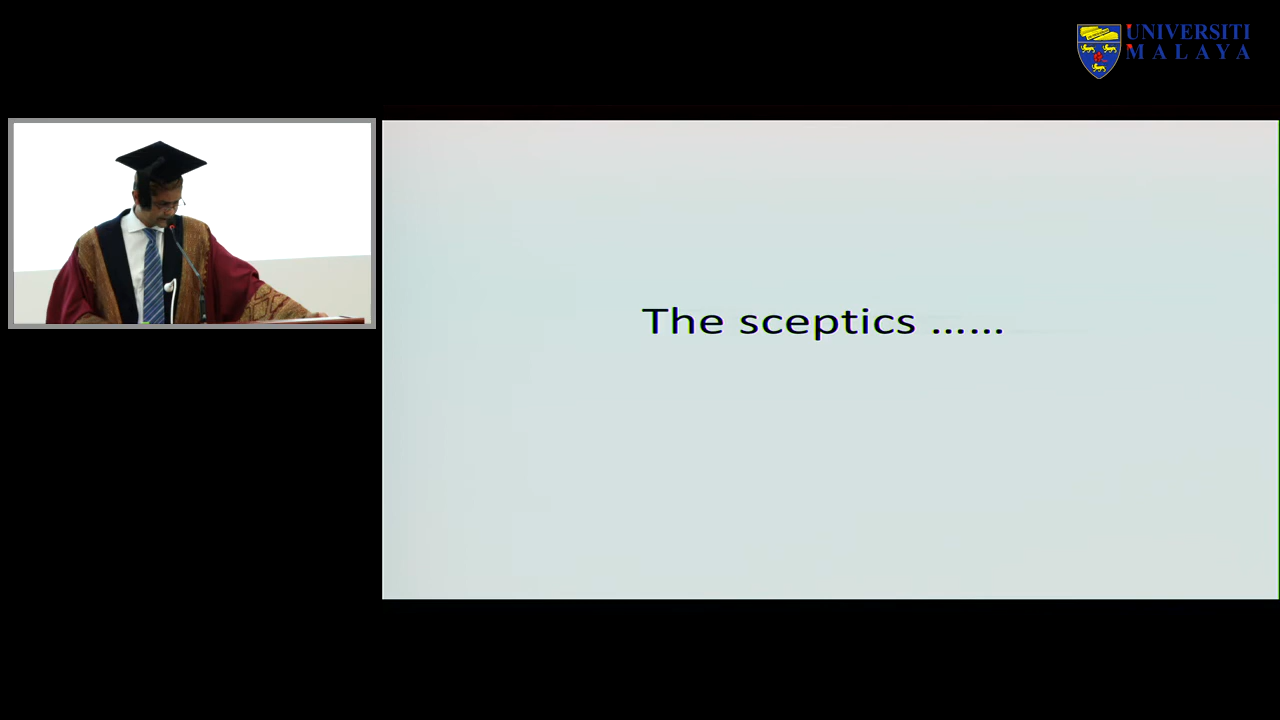 UNIVERSITI
MALAYA
The sceptics ......